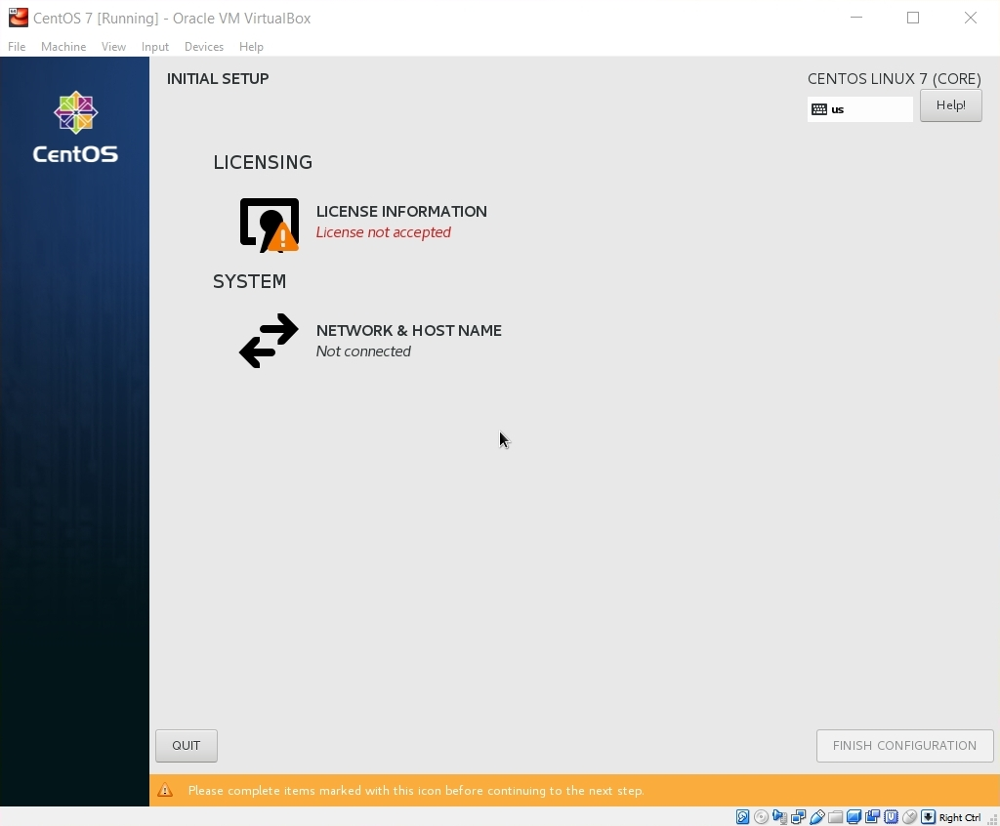 CentOS 7 [Running] - Oracle VM VirtualBox
File Machine View Input Devices Help
INITIAL SETUP
CENTOS LINUX 7 (CORE)
us
Help!
CentOS
LICENSING
LICENSE INFORMATION
License not accepted
SYSTEM
NETWORK & HOST NAME
Not connected
QUIT
FINISH CONFIGURATION
Please complete items marked with this icon before continuing to the next step.
Right Ctrl